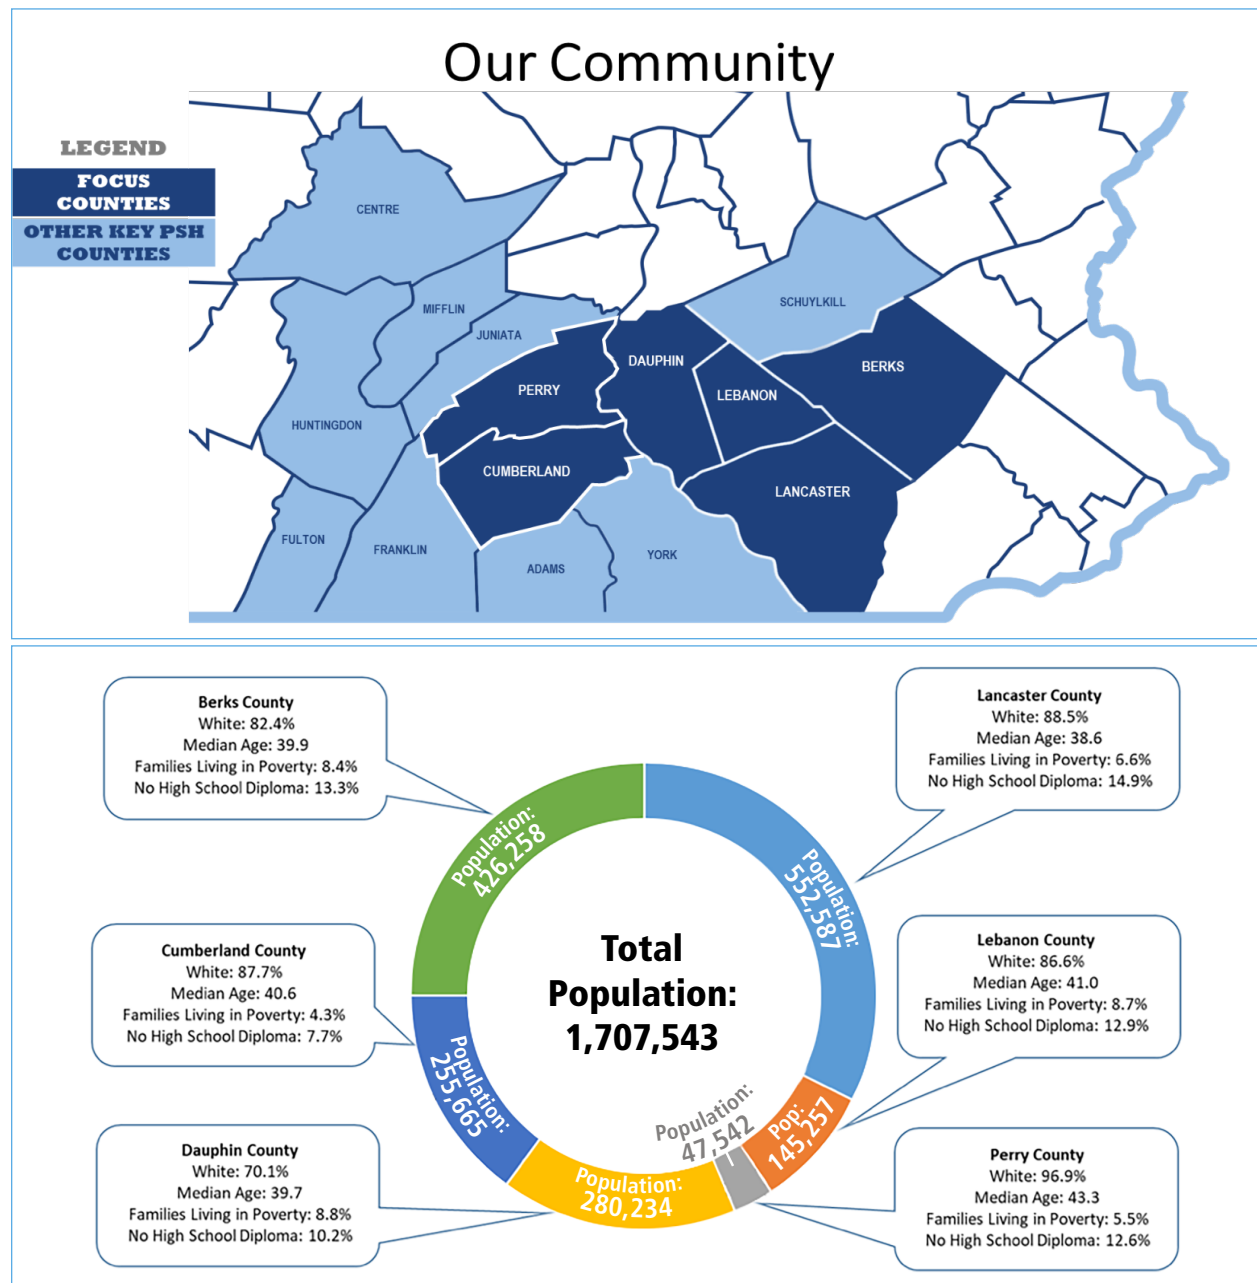 Our Community
LEGEND
FOCUS
COUNTIES
OTHER KEY PSH
COUNTIES
CENTRE
MIFFLIN
JUNIATA
HUNTINGDON
FULTON
FRANKLIN
ADAMS
YORK
PERRY
CUMBERLAND
DAUPHIN
LEBANON
LANCASTER
SCHUYLKILL
BERKS
Berks County
White: 82.4%
Median Age: 39.9
Families Living in Poverty: 8.4%
No High School Diploma: 13.3%
Lancaster County
White: 88.5%
Median Age: 38.6
Families Living in Poverty: 6.6%
No High School Diploma: 14.9%
Cumberland County
White: 87.7%
Median Age: 40.6
Families Living in Poverty: 4.3%
No High School Diploma: 7.7%
Lebanon County
White: 86.6%
Median Age: 41.0
Families Living in Poverty: 8.7%
No High School Diploma: 12.9%
Dauphin County
White: 70.1%
Median Age: 39.7
Families Living in Poverty: 8.8%
No High School Diploma: 10.2%
Perry County
White: 96.9%
Median Age: 43.3
Families Living in Poverty: 5.5%
No High School Diploma: 12.6%
Population:
426,258
Population:
552,587
Population:
255,665
Population:
280,234
Population:
47,542
Pop:
145,257
Total
Population:
1,707,543